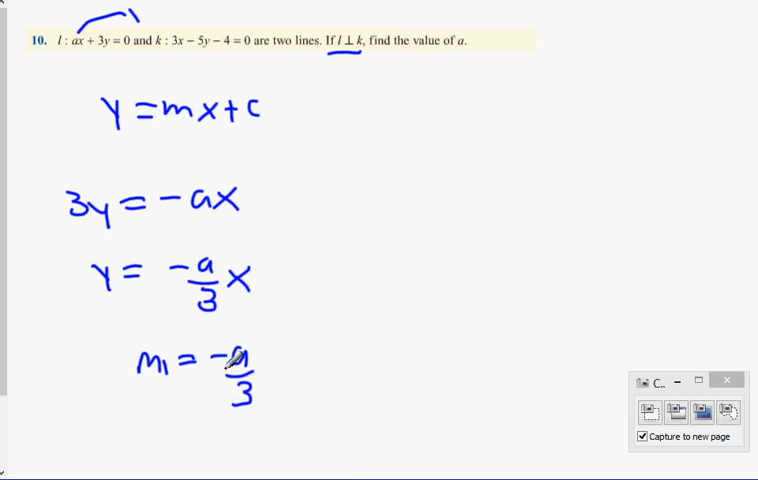 10. l : ax + 3y = 0 and k : 3x − 5y − 4 = 0 are two lines. If l ⊥ k, find the value of a.
y = mx + c
3y = -ax
y = -a/3 x
m₁ = -a/3
C..
Capture to new page